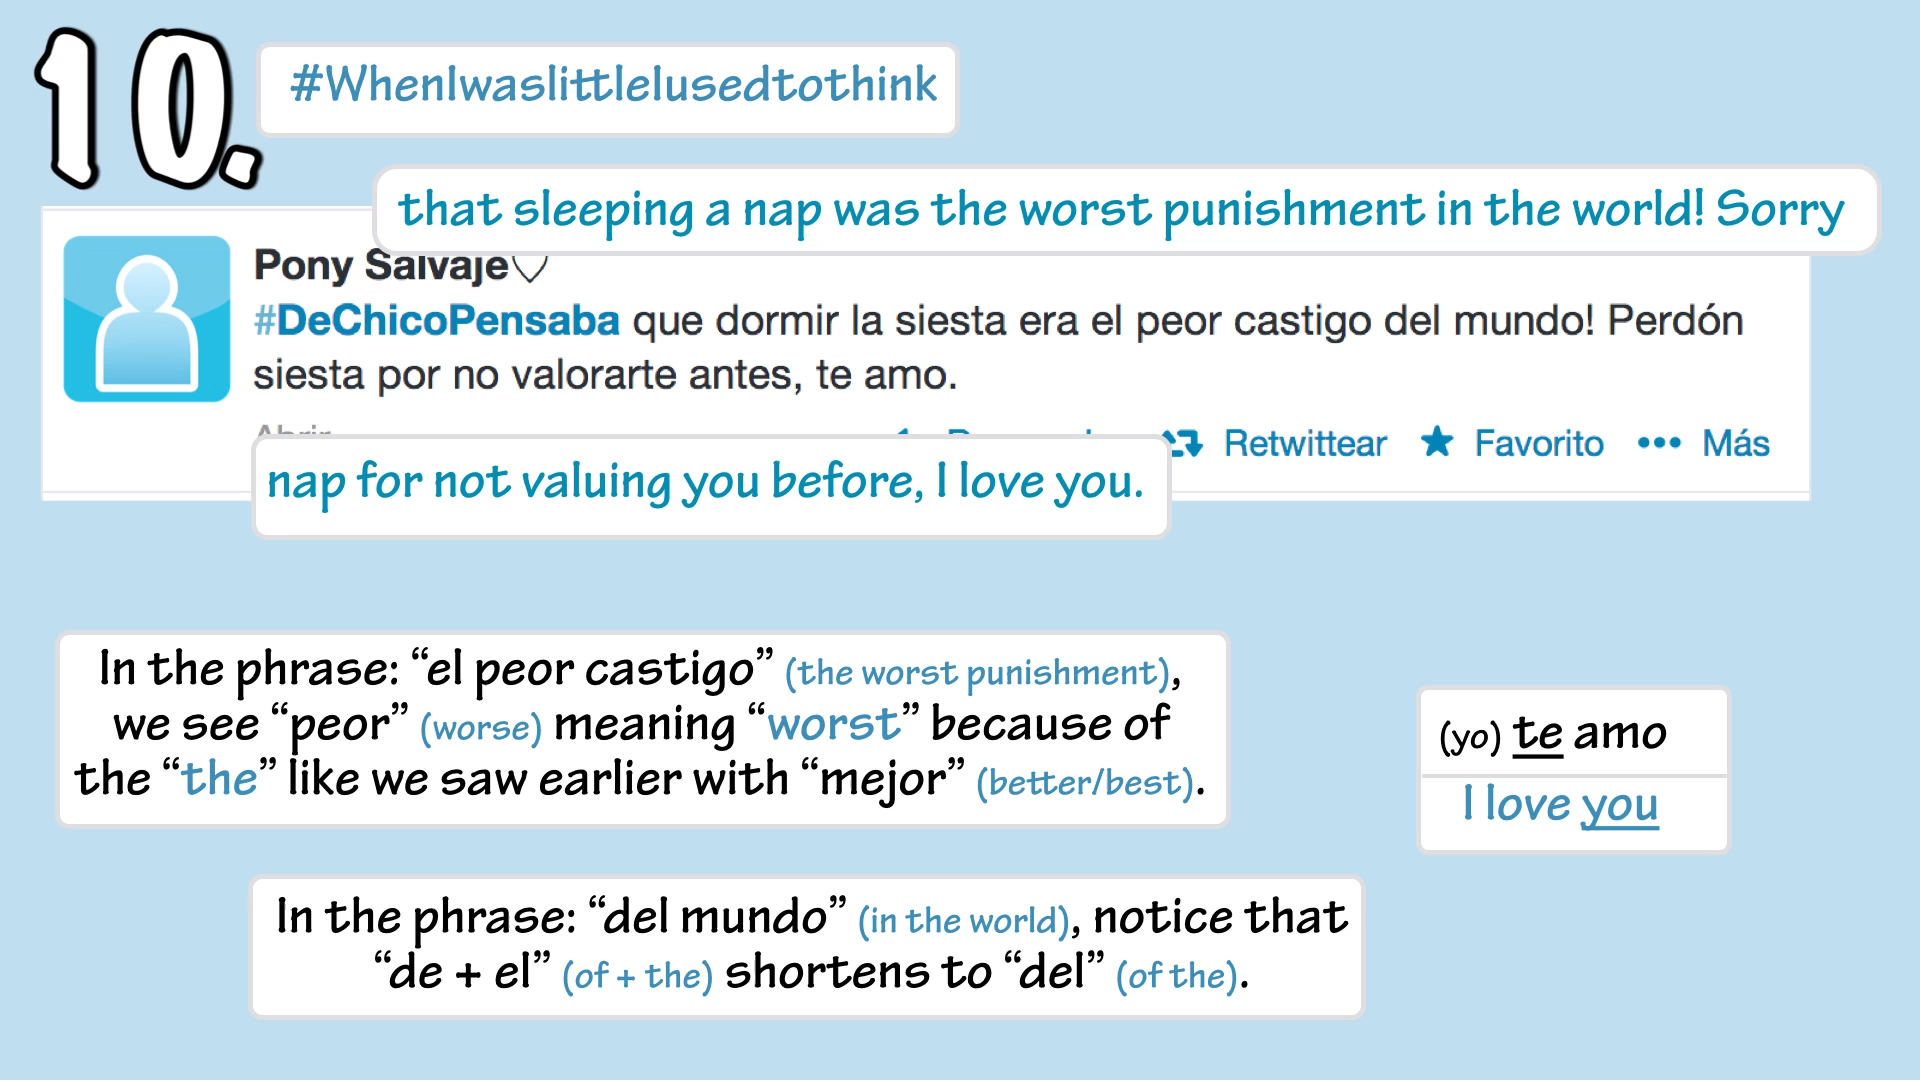 10.
#WhenIwaslittleIusedtothink
that sleeping a nap was the worst punishment in the world! Sorry
Pony Salvaje♡
#DeChicoPensaba que dormir la siesta era el peor castigo del mundo! Perdón
siesta por no valorarte antes, te amo.
Retwittear Favorito ••• Más
nap for not valuing you before, I love you.
In the phrase: “el peor castigo” (the worst punishment),
we see “peor” (worse) meaning “worst” because of
the “the” like we saw earlier with “mejor” (better/best).
(yo) te amo
I love you
In the phrase: “del mundo” (in the world), notice that
“de + el” (of + the) shortens to “del” (of the).